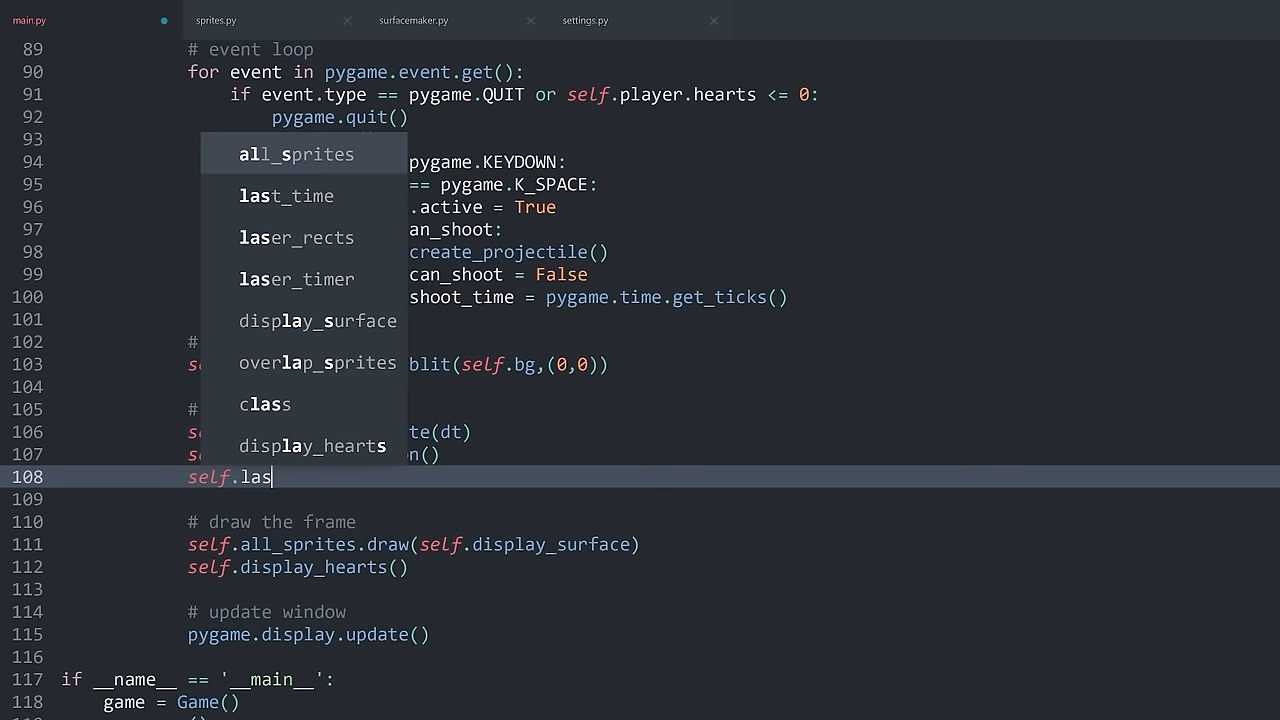 main.py sprites.py surfacemaker.py settings.py
89 # event loop
90 for event in pygame.event.get():
91 if event.type == pygame.QUIT or self.player.hearts <= 0:
92 pygame.quit()
93
all_sprites
94 pygame.KEYDOWN:
95 == pygame.K_SPACE:
last_time
96 .active = True
97 an_shoot:
laser_rects
98 create_projectile()
99 can_shoot = False
laser_timer
100 shoot_time = pygame.time.get_ticks()
101
display_surface
102 #
103 se blit(self.bg,(0,0))
overlap_sprites
104
105 #
class
106 se te(dt)
display_hearts
107 se n()
108 self.las
109
110 # draw the frame
111 self.all_sprites.draw(self.display_surface)
112 self.display_hearts()
113
114 # update window
115 pygame.display.update()
116
117 if __name__ == '__main__':
118 game = Game()